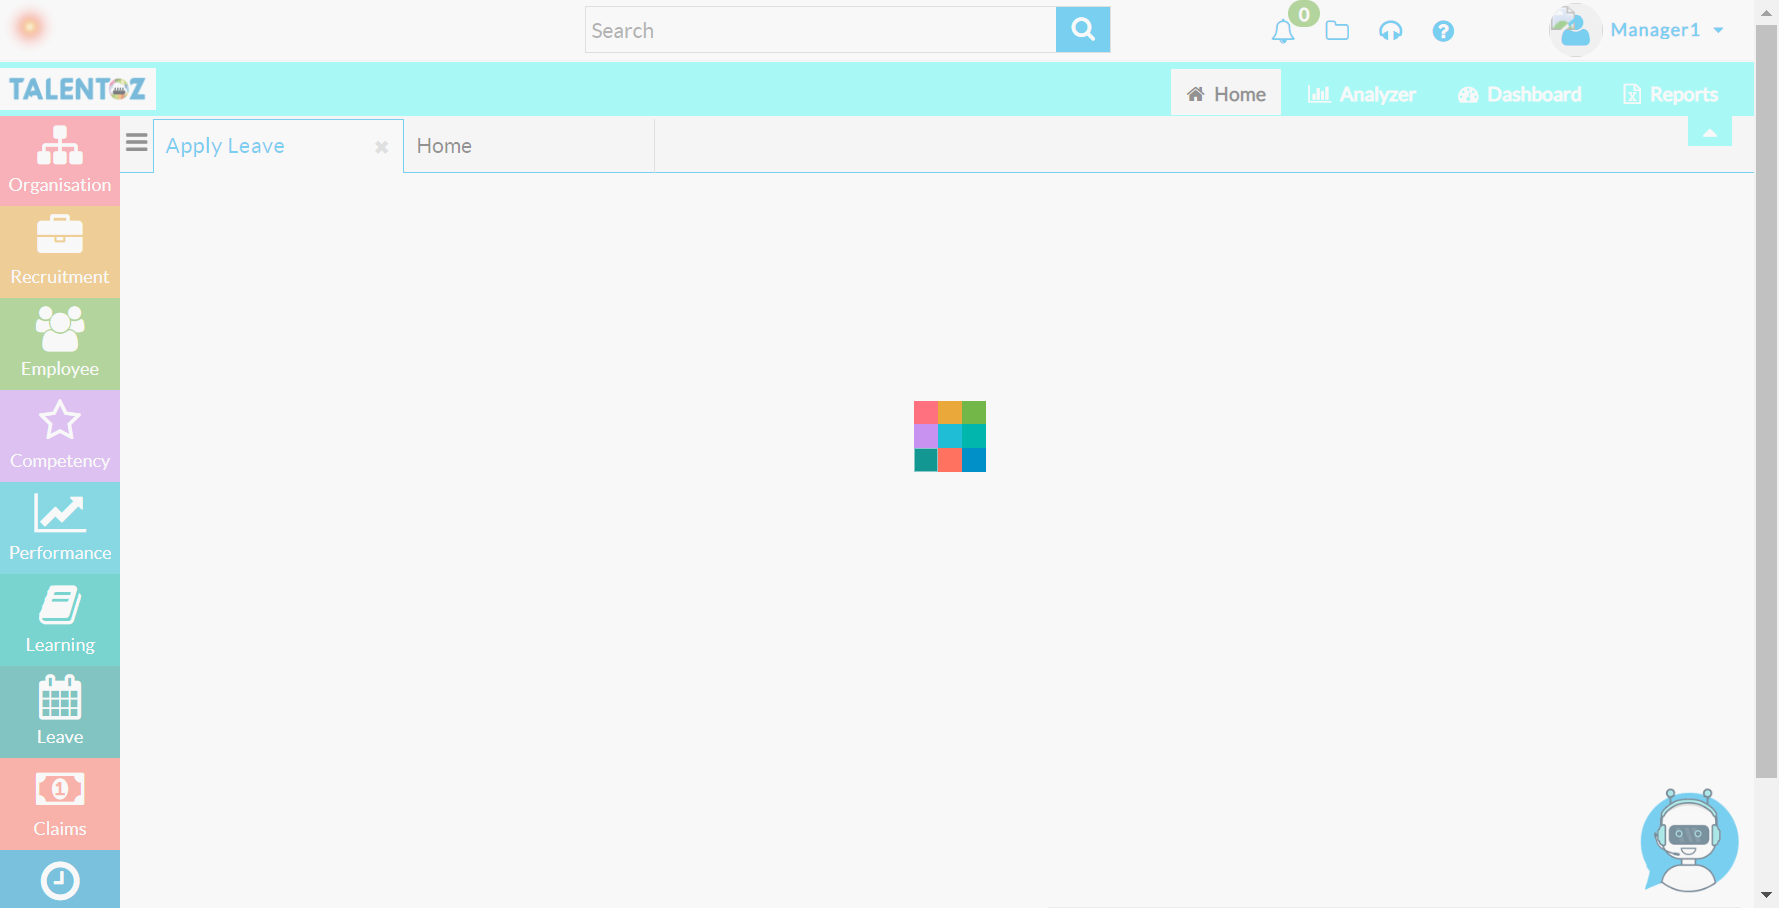 Search
0
Manager1
TALENTOZ
Home
Analyzer
Dashboard
Reports
Apply Leave
Home
Organisation
Recruitment
Employee
Competency
Performance
Learning
Leave
1
Claims